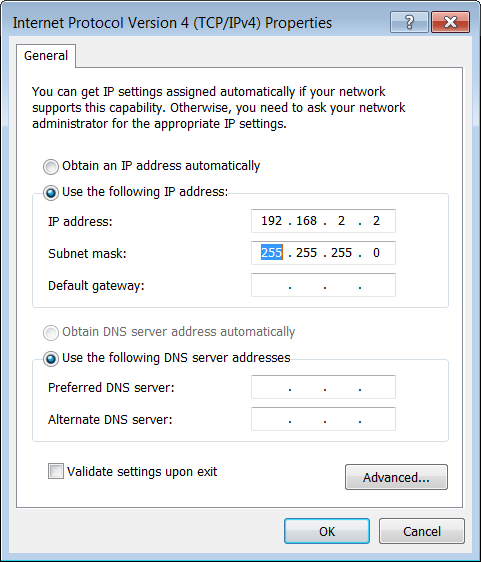 Internet Protocol Version 4 (TCP/IPv4) Properties ?
General
You can get IP settings assigned automatically if your network
supports this capability. Otherwise, you need to ask your network
administrator for the appropriate IP settings.
Obtain an IP address automatically
Use the following IP address:
IP address: 192 . 168 . 2 . 2
Subnet mask: 255 . 255 . 255 . 0
Default gateway: . . .
Obtain DNS server address automatically
Use the following DNS server addresses
Preferred DNS server: . . .
Alternate DNS server: . . .
Validate settings upon exit
Advanced...
OK Cancel